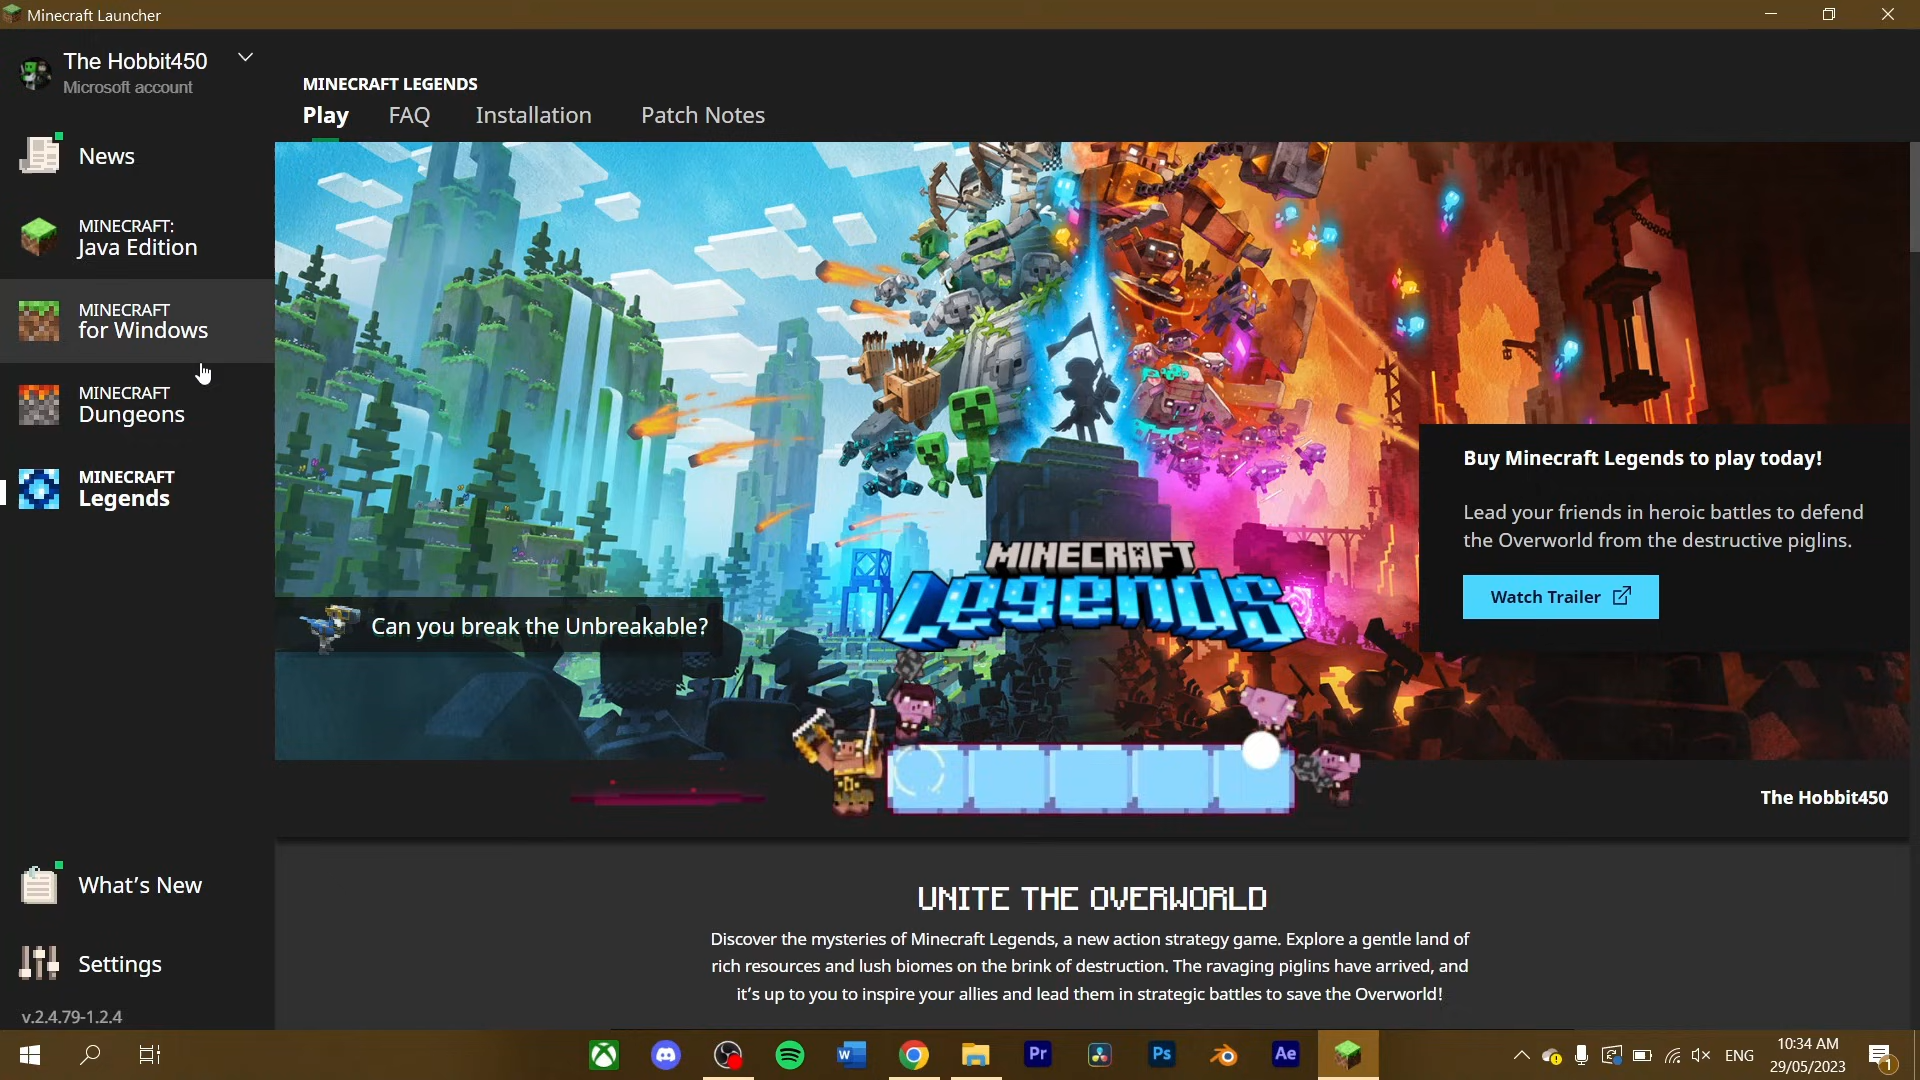 Minecraft Launcher
The Hobbit450
Microsoft account
News
MINECRAFT:
Java Edition
MINECRAFT
for Windows
MINECRAFT
Dungeons
MINECRAFT
Legends
What's New
Settings
v.2.4.79-1.2.4
MINECRAFT LEGENDS
Play FAQ Installation Patch Notes
MINECRAFT
Legends
Can you break the Unbreakable?
Buy Minecraft Legends to play today!
Lead your friends in heroic battles to defend
the Overworld from the destructive piglins.
Watch Trailer
The Hobbit450
UNITE THE OVERWORLD
Discover the mysteries of Minecraft Legends, a new action strategy game. Explore a gentle land of
rich resources and lush biomes on the brink of destruction. The ravaging piglins have arrived, and
it's up to you to inspire your allies and lead them in strategic battles to save the Overworld!
W Pr Ps Ae
ENG
10:34 AM
29/05/2023
1